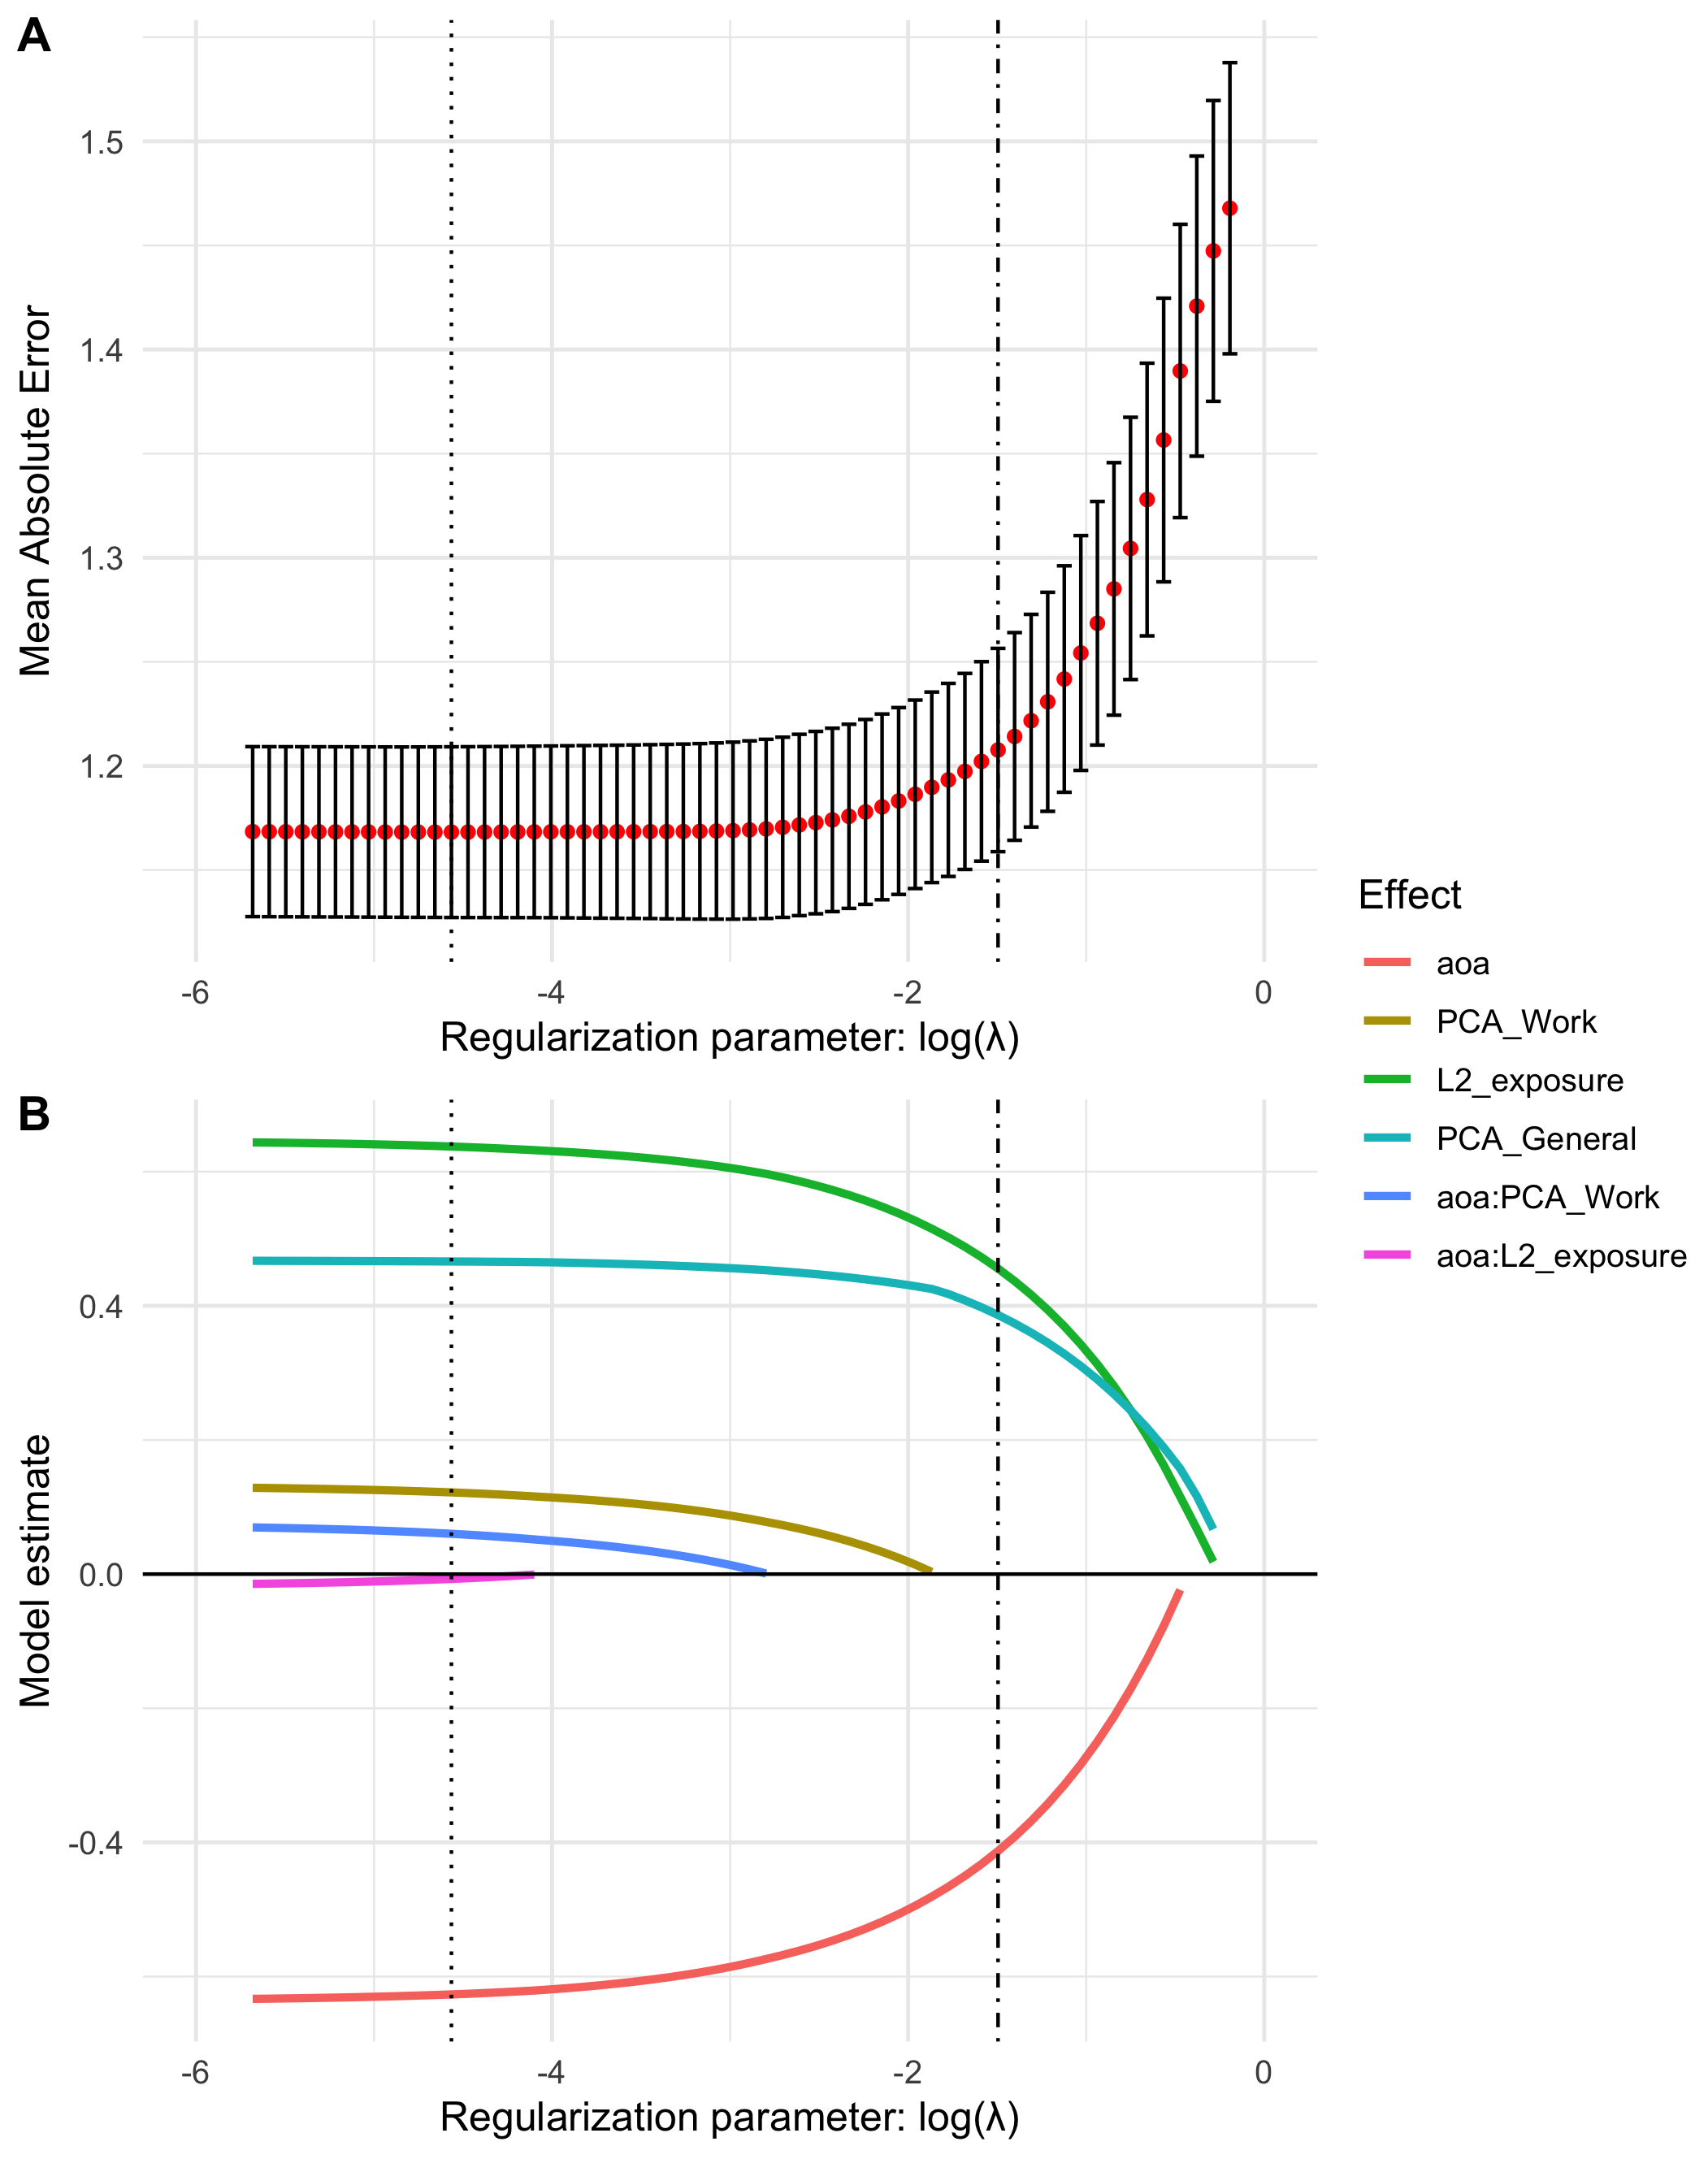 A
Mean Absolute Error
1.5
1.4
1.3
1.2
-6 -4 -2 0
Regularization parameter: log(λ)
Effect
aoa
PCA_Work
L2_exposure
PCA_General
aoa:PCA_Work
aoa:L2_exposure
B
Model estimate
0.4
0.0
-0.4
-6 -4 -2 0
Regularization parameter: log(λ)